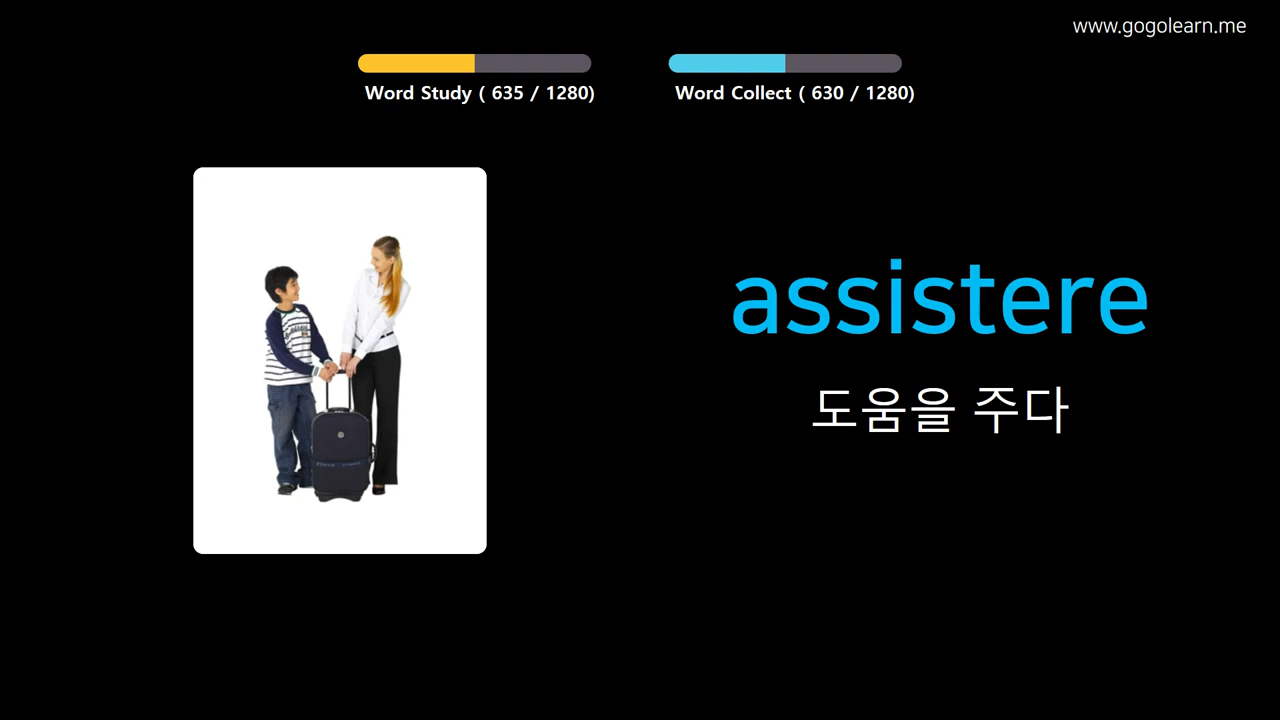 www.gogolearn.me
Word Study ( 635 / 1280)
Word Collect ( 630 / 1280)
assistere
도움을 주다